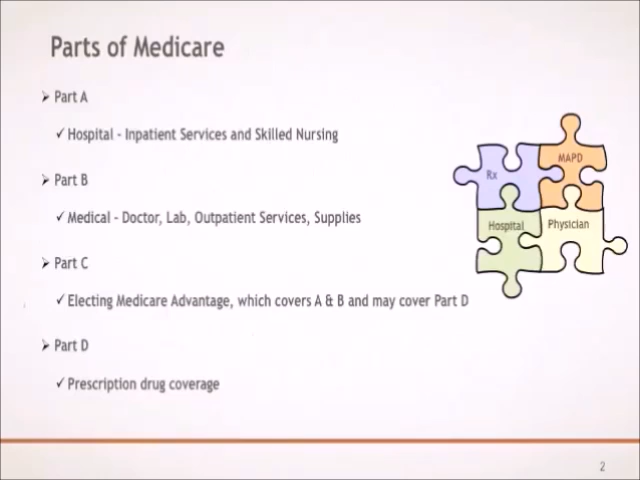 Parts of Medicare
➢ Part A
✓ Hospital - Inpatient Services and Skilled Nursing
➢ Part B
✓ Medical - Doctor, Lab, Outpatient Services, Supplies
➢ Part C
✓ Electing Medicare Advantage, which covers A & B and may cover Part D
➢ Part D
✓ Prescription drug coverage
MAPD
Rx
Hospital
Physician
2